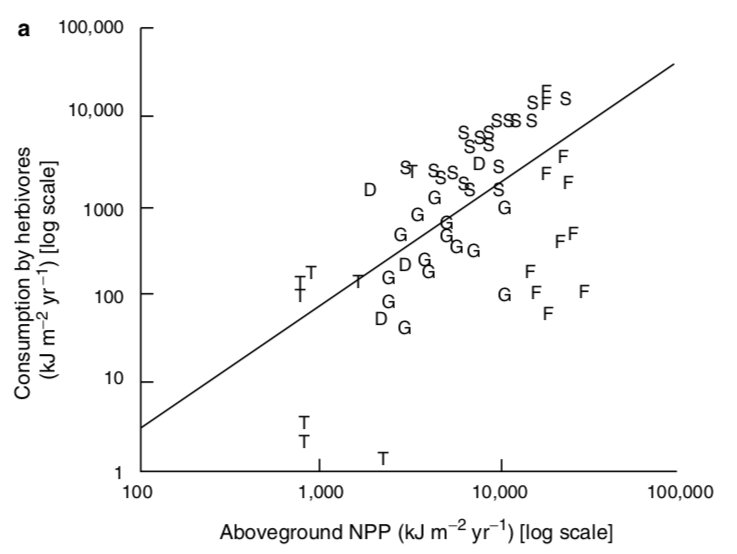 a
100,000
10,000
1000
100
10
1
Consumption by herbivores
(kJ m−2 yr−1) [log scale]
F
S
S F
S S S S
S S
S
S S
F
D
S T S S
S F
S
S F
D S S
G
G
G
G
G G F
F
G
G
G
D
T G F
G
T T
T F F
G
G
F
D
G
T
T
T
100 1,000 10,000 100,000
Aboveground NPP (kJ m−2 yr−1) [log scale]